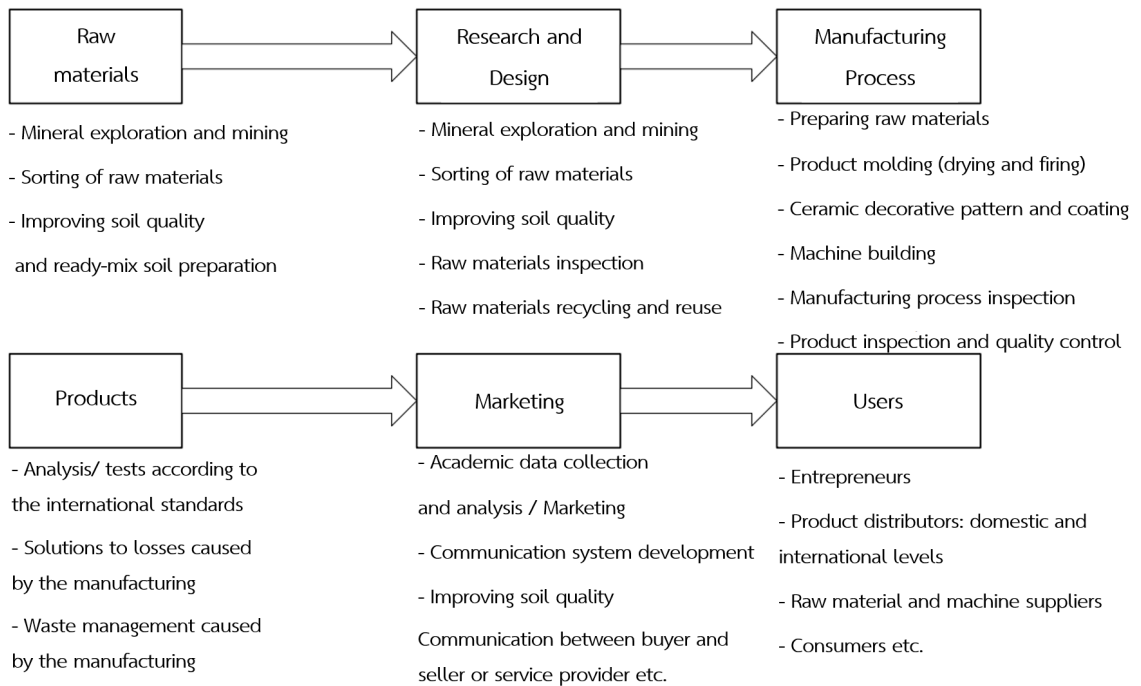 Raw
materials
Research and
Design
Manufacturing
Process
- Mineral exploration and mining
- Sorting of raw materials
- Improving soil quality
and ready-mix soil preparation
- Mineral exploration and mining
- Sorting of raw materials
- Improving soil quality
- Raw materials inspection
- Raw materials recycling and reuse
- Preparing raw materials
- Product molding (drying and firing)
- Ceramic decorative pattern and coating
- Machine building
- Manufacturing process inspection
- Product inspection and quality control
Products
Marketing
Users
- Analysis/ tests according to
the international standards
- Solutions to losses caused
by the manufacturing
- Waste management caused
by the manufacturing
- Academic data collection
and analysis / Marketing
- Communication system development
- Improving soil quality
Communication between buyer and
seller or service provider etc.
- Entrepreneurs
- Product distributors: domestic and
international levels
- Raw material and machine suppliers
- Consumers etc.